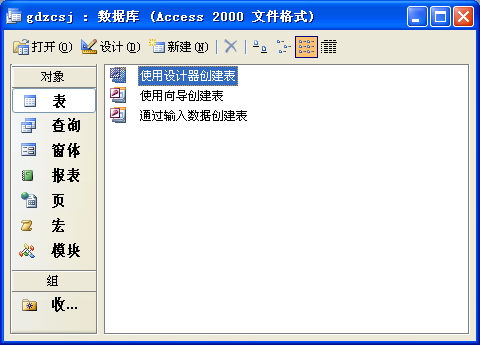 gdzcsj : 数据库 (Access 2000 文件格式)
打开(O) 设计(D) 新建(N)
对象
表
查询
窗体
报表
页
宏
模块
组
收...
使用设计器创建表
使用向导创建表
通过输入数据创建表